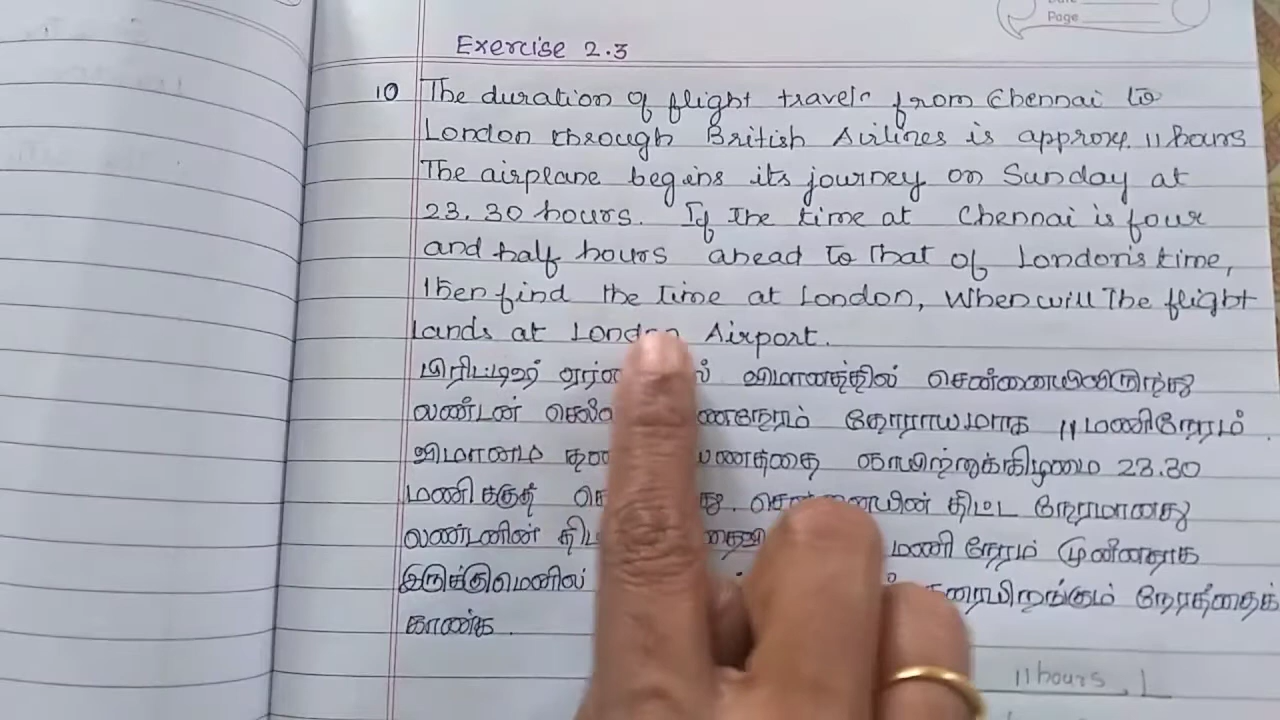 Page
Exercise 2.3
10 The duration of flight travels from Chennai to
London through British Airlines is approx. 11 hours
The airplane begins its journey on Sunday at
23.30 hours. If The time at Chennai is four
and half hours ahead to That of London's time,
then find the time at London, When will The flight
lands at London Airport.
பிரிட்டிஷ் விமானத்தில் சென்னையிலிருந்து
லண்டன் தோராயமாக 11 மணிநேரம்.
விமானம் ஞாயிற்றுக்கிழமை 23.30
மணிக்குத் சென்னையின் திட்ட நேரமானது
லண்டனின் மணி நேரம் முன்னதாக
இருக்குமெனில் தரையிறங்கும் நேரத்தைக்
காண்க.
11 hours, L